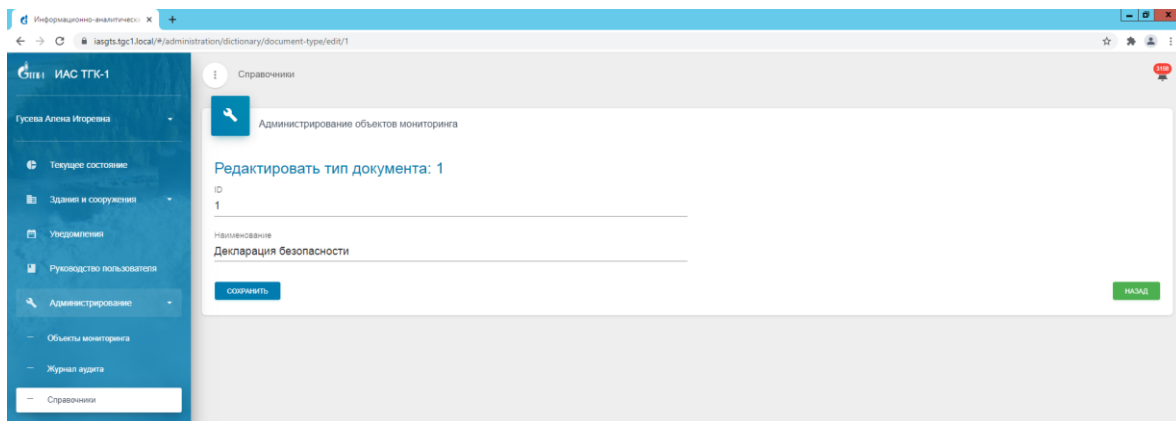 Информационно-аналитическо
iasgts.tgc1.local/#/administration/dictionary/document-type/edit/1
ИАС ТГК-1
Справочники
3158
Гусева Алена Игоревна
Администрирование объектов мониторинга
Текущее состояние
Редактировать тип документа: 1
ID
1
Здания и сооружения
Уведомления
Наименование
Декларация безопасности
Руководство пользователя
СОХРАНИТЬ
НАЗАД
Администрирование
Объекты мониторинга
Журнал аудита
Справочники